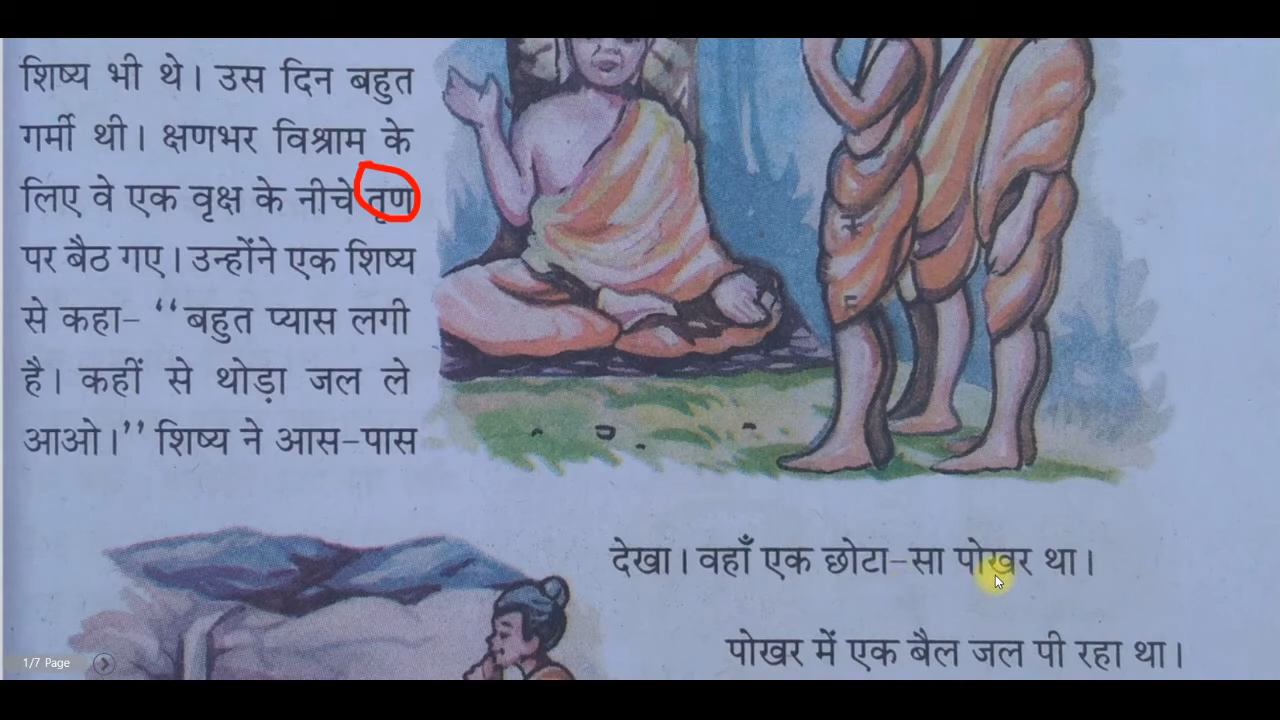 शिष्य भी थे। उस दिन बहुत
गर्मी थी। क्षणभर विश्राम के
लिए वे एक वृक्ष के नीचे तृण
पर बैठ गए। उन्होंने एक शिष्य
से कहा- ‘‘बहुत प्यास लगी
है। कहीं से थोड़ा जल ले
आओ।’’ शिष्य ने आस-पास
देखा। वहाँ एक छोटा-सा पोखर था।
पोखर में एक बैल जल पी रहा था।
1/7 Page